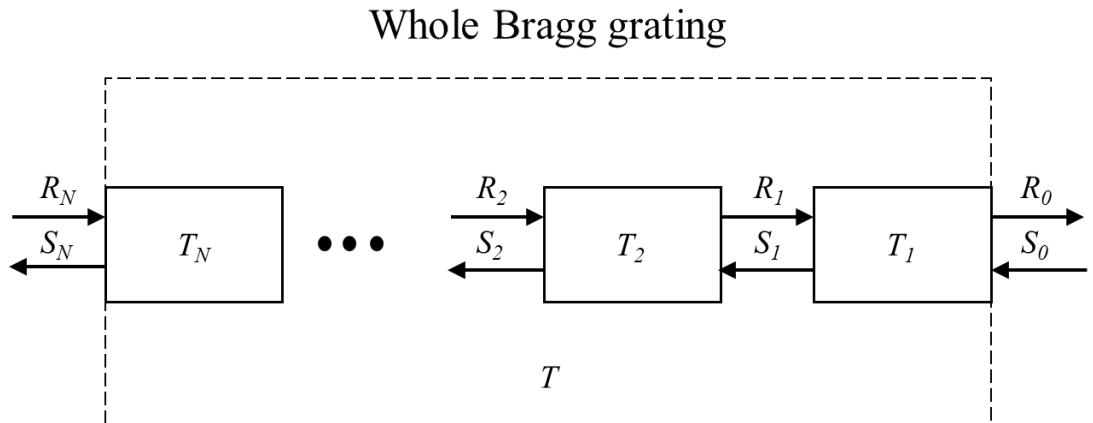 Whole Bragg grating
R_N R_2 R_1 R_0
S_N S_2 S_1 S_0
T_N ••• T_2 T_1
T